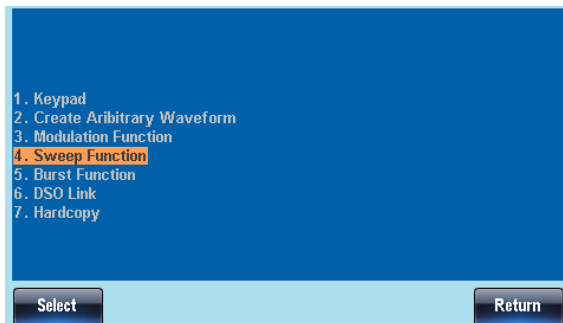 1. Keypad
2. Create Aribitrary Waveform
3. Modulation Function
4. Sweep Function
5. Burst Function
6. DSO Link
7. Hardcopy
Select
Return